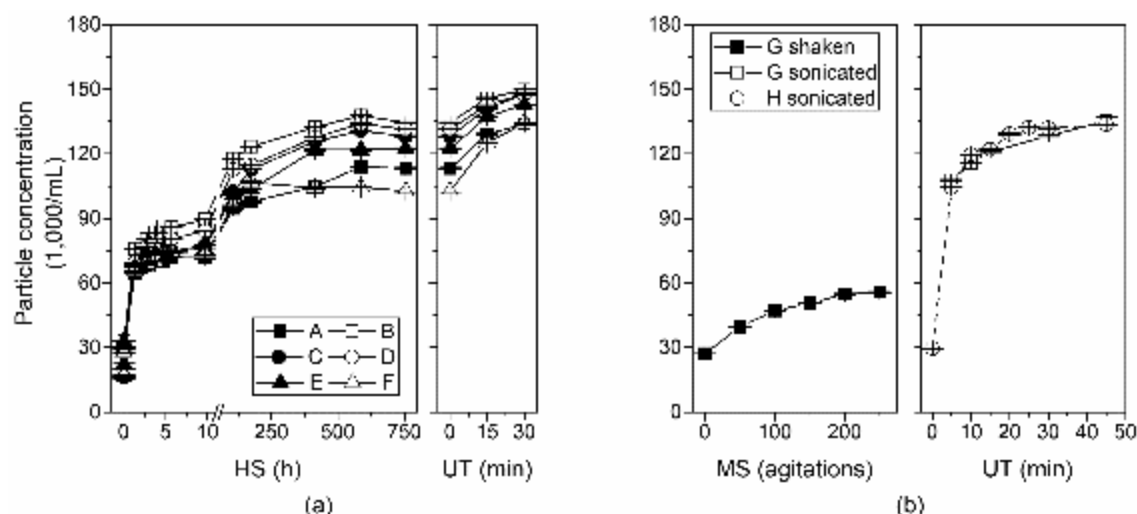 Particle concentration
(1,000/mL)
180
150
120
90
60
30
0
A B
C D
E F
0 5 10 250 500 750
HS (h)
0 15 30
UT (min)
(a)
180
150
120
90
60
30
0
G shaken
G sonicated
H sonicated
0 100 200
MS (agitations)
0 10 20 30 40 50
UT (min)
(b)